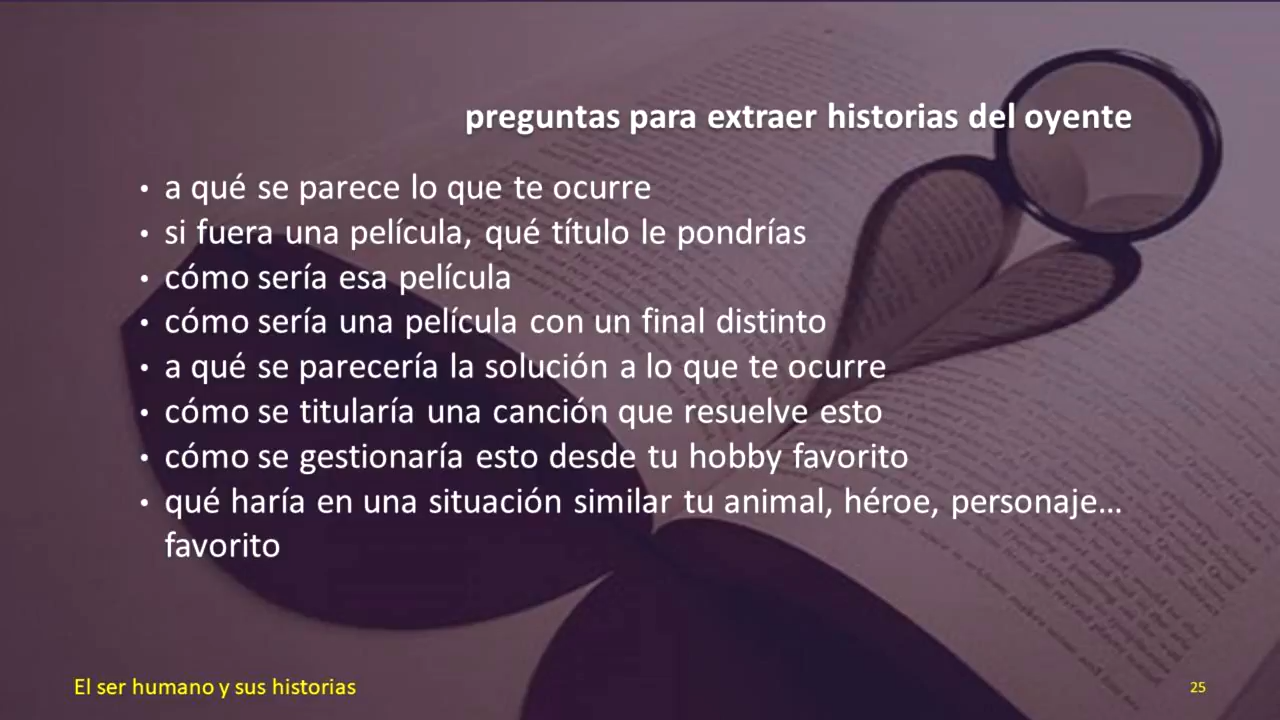 preguntas para extraer historias del oyente
• a qué se parece lo que te ocurre
• si fuera una película, qué título le pondrías
• cómo sería esa película
• cómo sería una película con un final distinto
• a qué se parecería la solución a lo que te ocurre
• cómo se titularía una canción que resuelve esto
• cómo se gestionaría esto desde tu hobby favorito
• qué haría en una situación similar tu animal, héroe, personaje…
favorito
El ser humano y sus historias
25